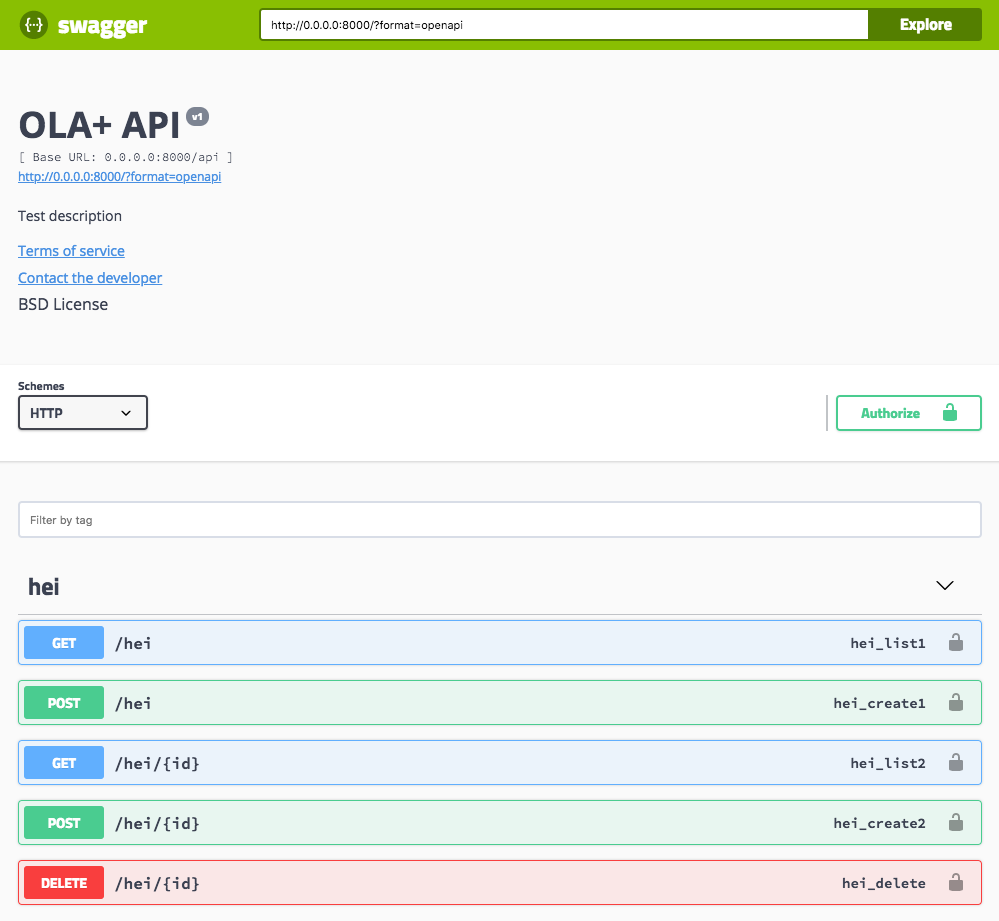 {···} swagger
http://0.0.0.0:8000/?format=openapi
Explore
OLA+ API v1
[ Base URL: 0.0.0.0:8000/api ]
http://0.0.0.0:8000/?format=openapi
Test description
Terms of service
Contact the developer
BSD License
Schemes
HTTP
Authorize
Filter by tag
hei
GET /hei hei_list1
POST /hei hei_create1
GET /hei/{id} hei_list2
POST /hei/{id} hei_create2
DELETE /hei/{id} hei_delete